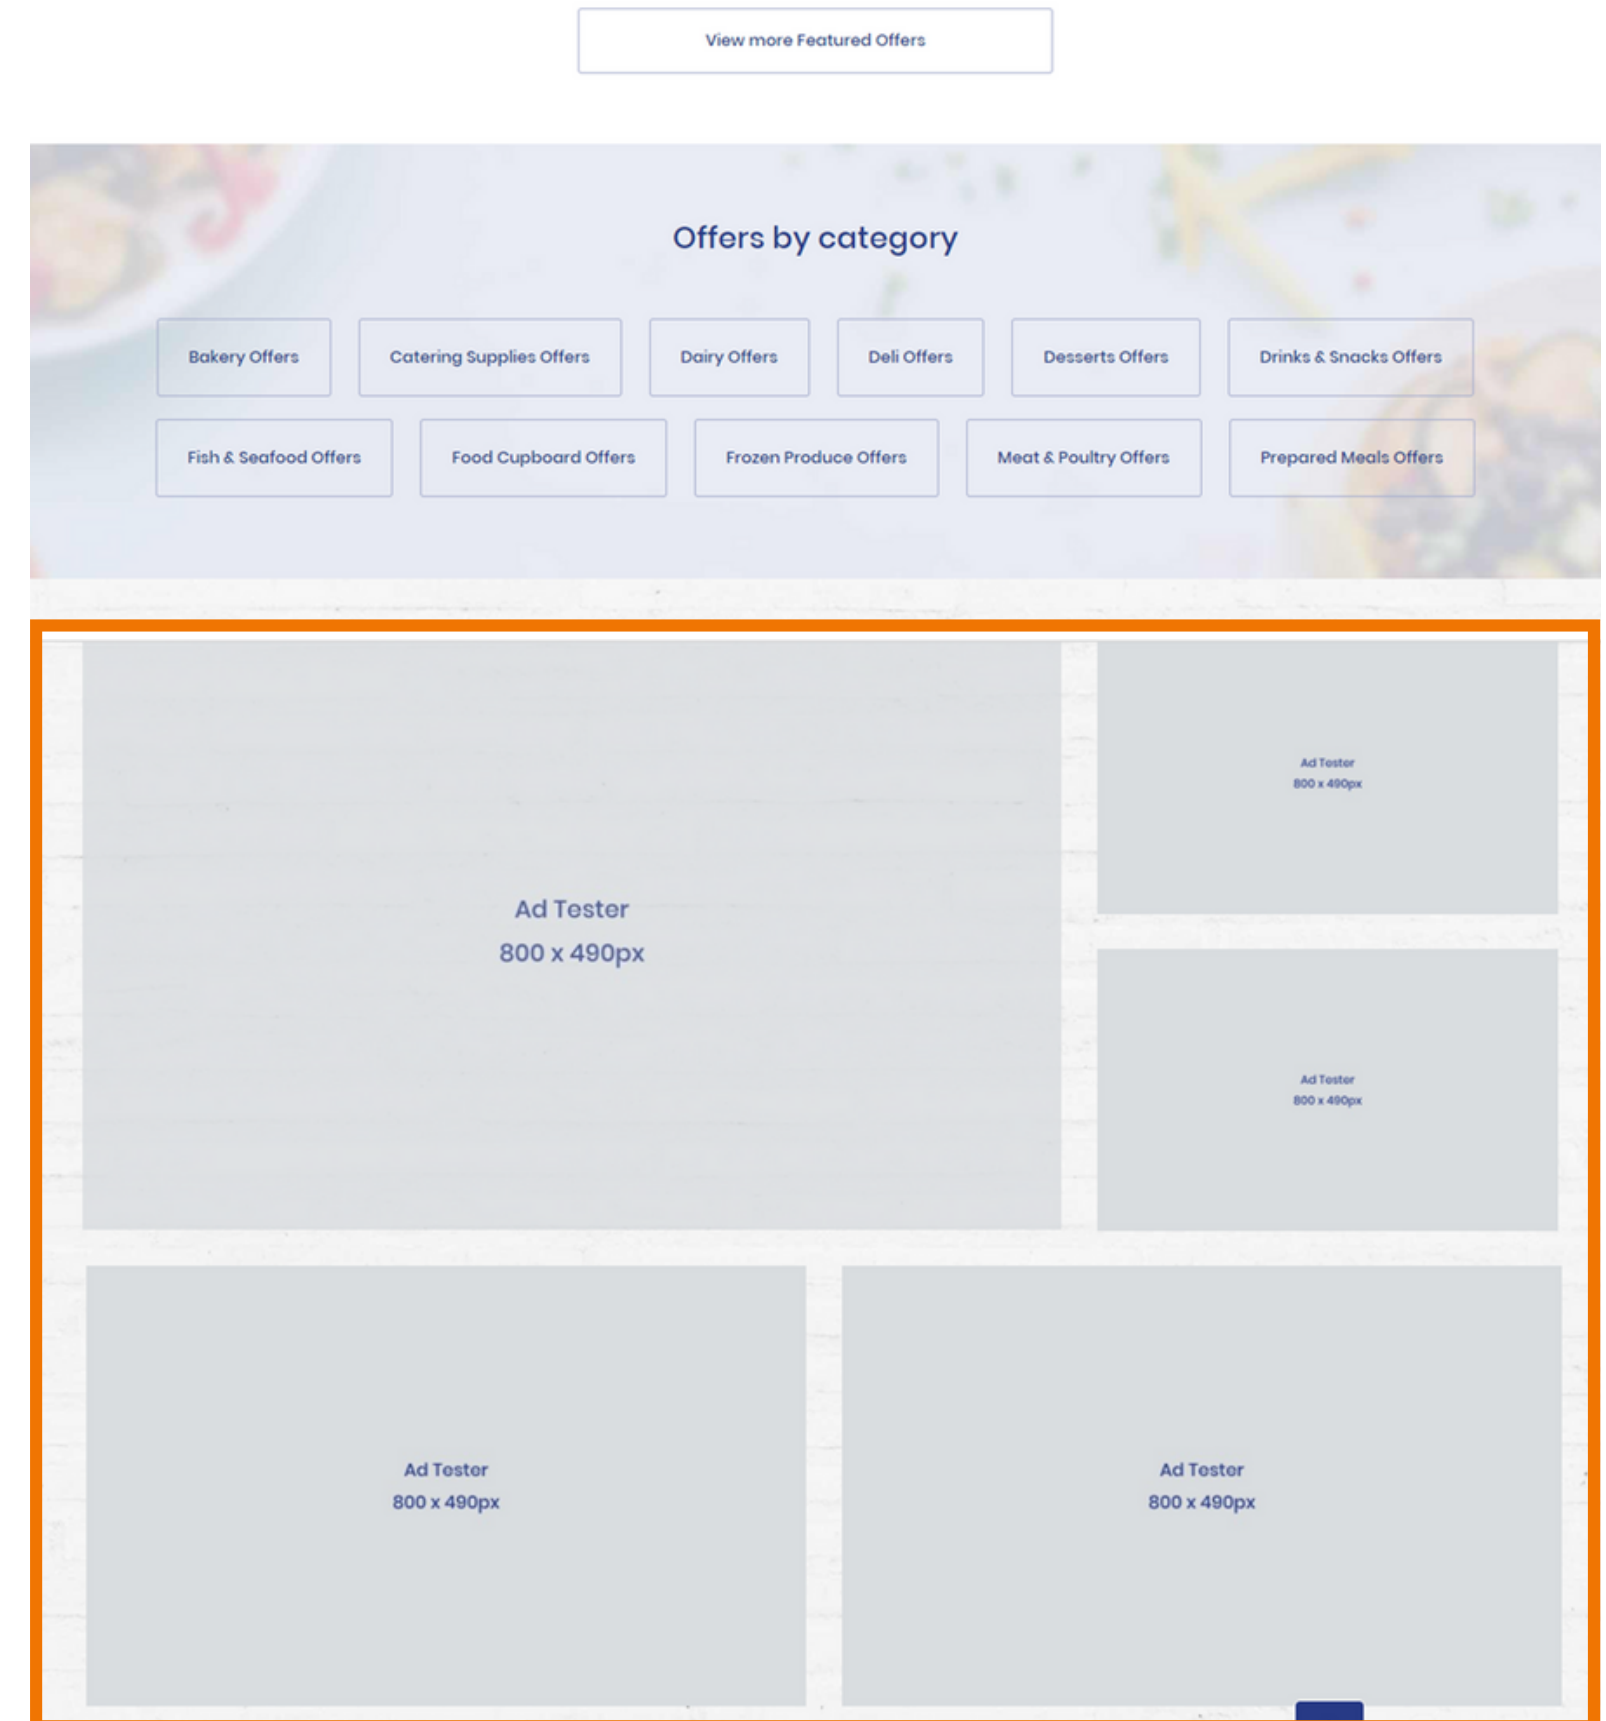 View more Featured Offers
Offers by category
Bakery Offers
Catering Supplies Offers
Dairy Offers
Deli Offers
Desserts Offers
Drinks & Snacks Offers
Fish & Seafood Offers
Food Cupboard Offers
Frozen Produce Offers
Meat & Poultry Offers
Prepared Meals Offers
Ad Tester
800 x 490px
Ad Tester
800 x 490px
Ad Tester
800 x 490px
Ad Tester
800 x 490px
Ad Tester
800 x 490px